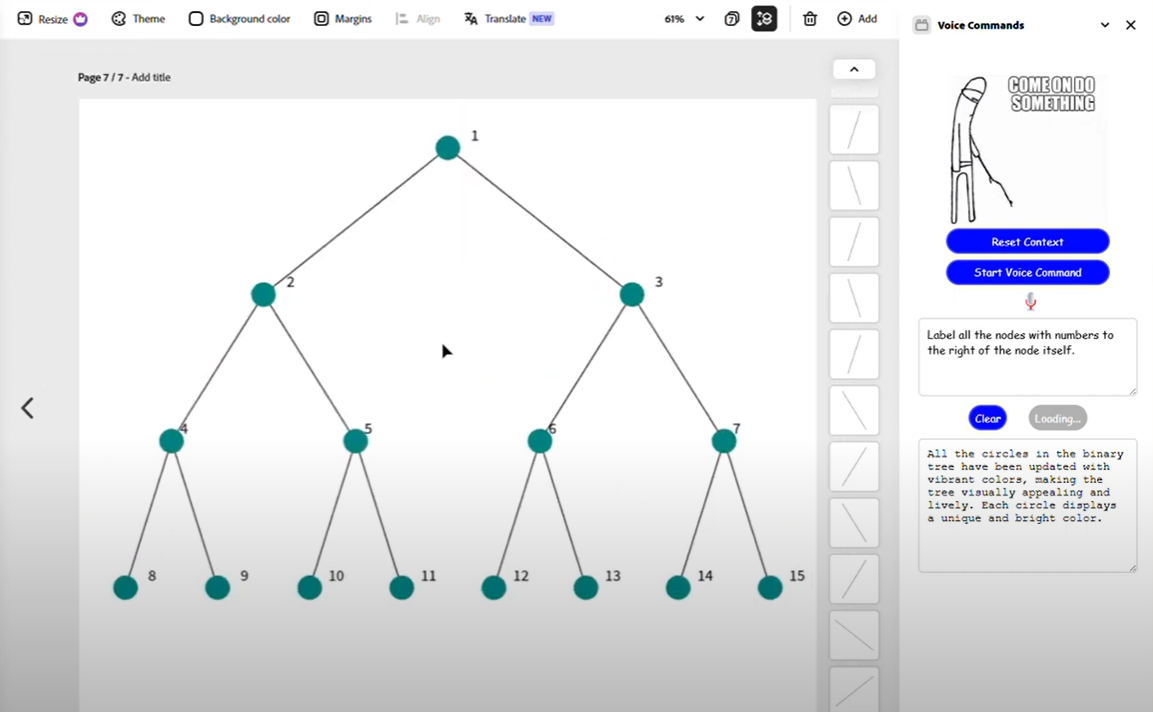 Resize
Theme
Background color
Margins
Align
Translate NEW
61%
7
Add
Page 7 / 7 - Add title
1
2
3
4
5
6
7
8
9
10
11
12
13
14
15
Voice Commands
COME ON DO
SOMETHING
Reset Context
Start Voice Command
Label all the nodes with numbers to
the right of the node itself.
Clear
Loading...
All the circles in the binary
tree have been updated with
vibrant colors, making the
tree visually appealing and
lively. Each circle displays
a unique and bright color.